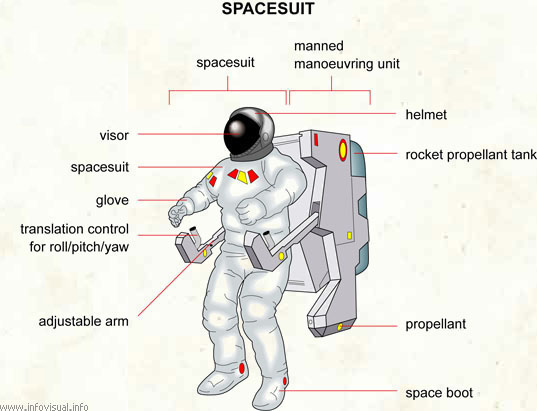 SPACESUIT
spacesuit
manned
manoeuvring unit
helmet
visor
rocket propellant tank
spacesuit
glove
translation control
for roll/pitch/yaw
adjustable arm
propellant
space boot
www.infovisual.info